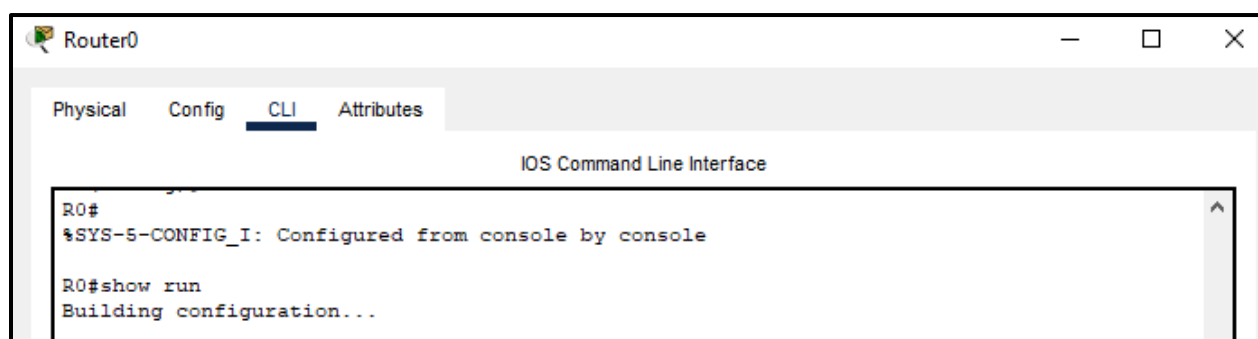 Router0
Physical Config CLI Attributes
IOS Command Line Interface
R0#
%SYS-5-CONFIG_I: Configured from console by console
R0#show run
Building configuration...